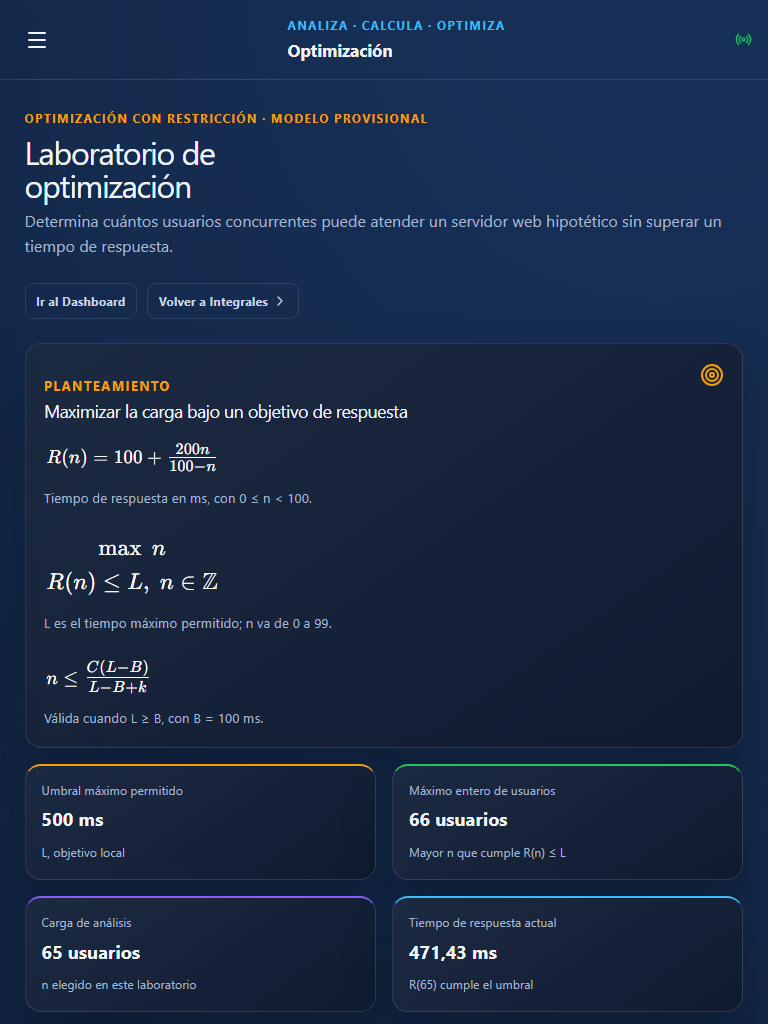 ANALIZA · CALCULA · OPTIMIZA
Optimización
OPTIMIZACIÓN CON RESTRICCIÓN · MODELO PROVISIONAL
Laboratorio de
optimización
Determina cuántos usuarios concurrentes puede atender un servidor web hipotético sin superar un
tiempo de respuesta.
Ir al Dashboard
Volver a Integrales
PLANTEAMIENTO
Maximizar la carga bajo un objetivo de respuesta
R(n) = 100 + 200n/(100−n)
Tiempo de respuesta en ms, con 0 ≤ n < 100.
max n
R(n) ≤ L, n ∈ ℤ
L es el tiempo máximo permitido; n va de 0 a 99.
n ≤ C(L−B)/(L−B+k)
Válida cuando L ≥ B, con B = 100 ms.
Umbral máximo permitido
500 ms
L, objetivo local
Máximo entero de usuarios
66 usuarios
Mayor n que cumple R(n) ≤ L
Carga de análisis
65 usuarios
n elegido en este laboratorio
Tiempo de respuesta actual
471,43 ms
R(65) cumple el umbral